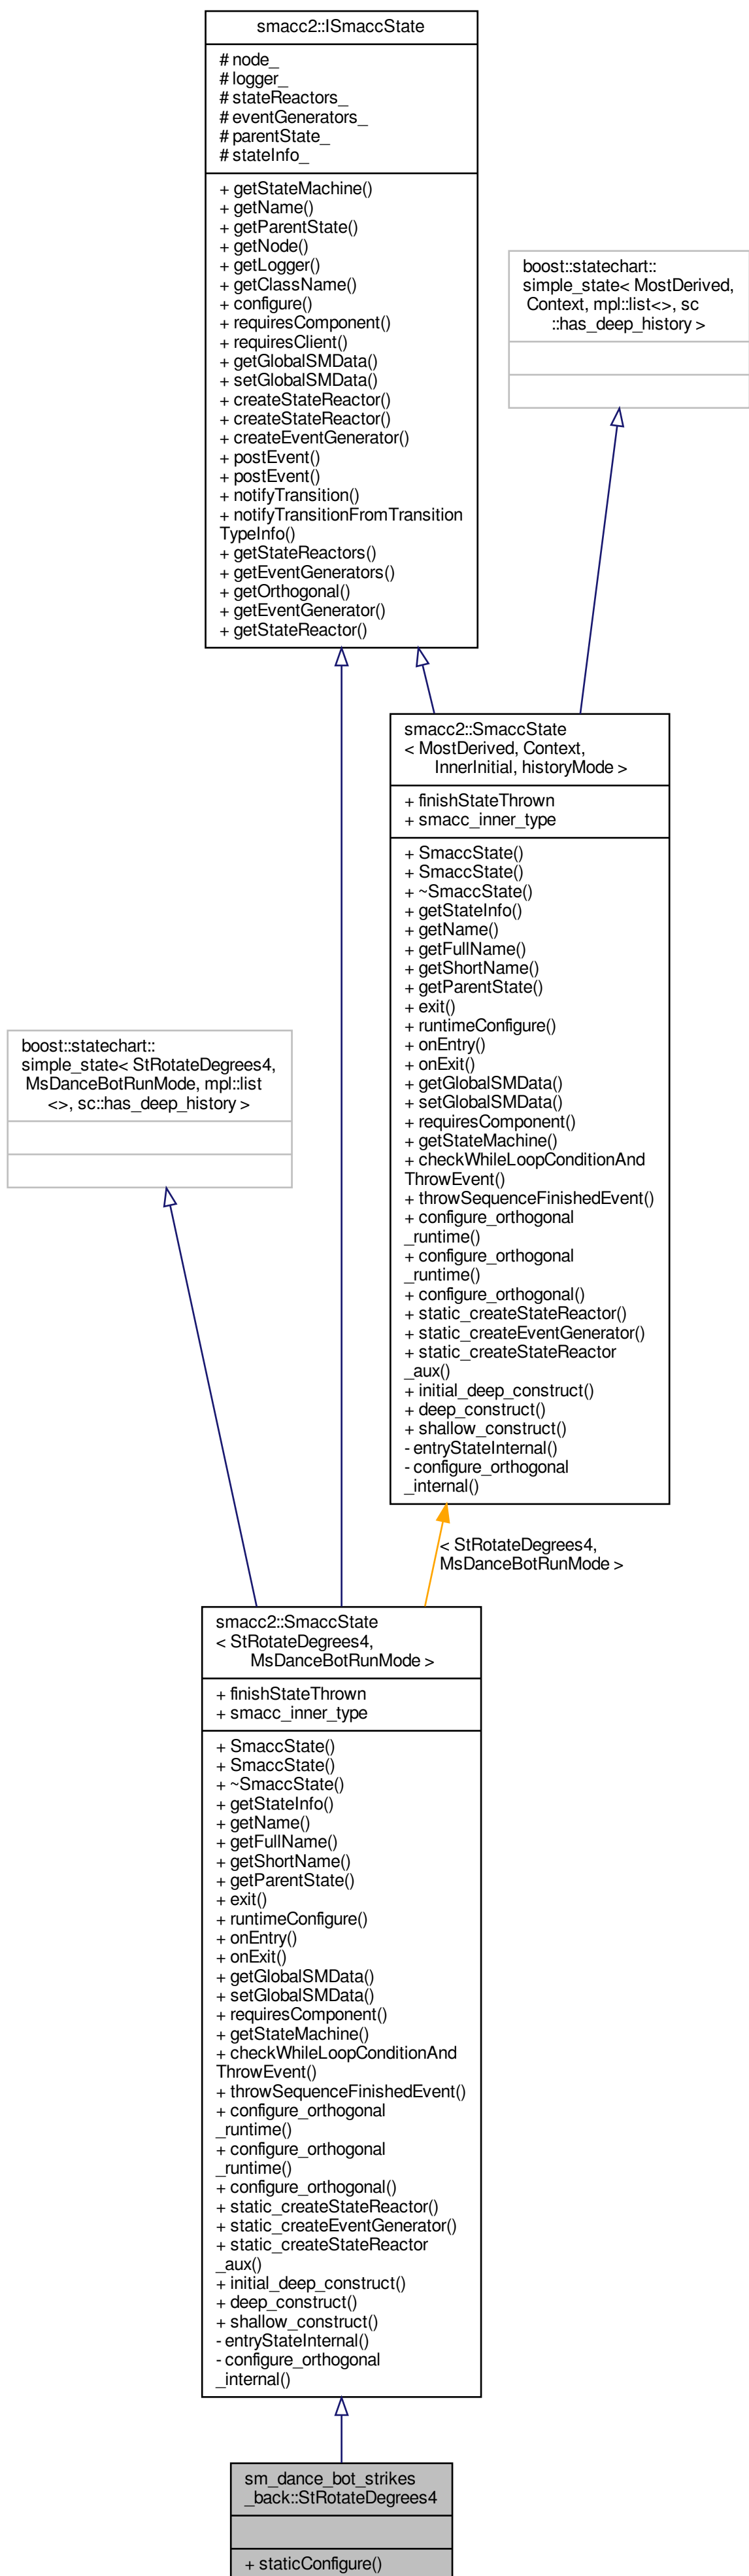 smacc2::ISmaccState
# node_
# logger_
# stateReactors_
# eventGenerators_
# parentState_
# stateInfo_
+ getStateMachine()
+ getName()
+ getParentState()
+ getNode()
+ getLogger()
+ getClassName()
+ configure()
+ requiresComponent()
+ requiresClient()
+ getGlobalSMData()
+ setGlobalSMData()
+ createStateReactor()
+ createStateReactor()
+ createEventGenerator()
+ postEvent()
+ postEvent()
+ notifyTransition()
+ notifyTransitionFromTransition
TypeInfo()
+ getStateReactors()
+ getEventGenerators()
+ getOrthogonal()
+ getEventGenerator()
+ getStateReactor()
boost::statechart::
simple_state< MostDerived,
Context, mpl::list<>, sc
::has_deep_history >
smacc2::SmaccState
< MostDerived, Context,
InnerInitial, historyMode >
+ finishStateThrown
+ smacc_inner_type
+ SmaccState()
+ SmaccState()
+ ~SmaccState()
+ getStateInfo()
+ getName()
+ getFullName()
+ getShortName()
+ getParentState()
+ exit()
+ runtimeConfigure()
+ onEntry()
+ onExit()
+ getGlobalSMData()
+ setGlobalSMData()
+ requiresComponent()
+ getStateMachine()
+ checkWhileLoopConditionAnd
ThrowEvent()
+ throwSequenceFinishedEvent()
+ configure_orthogonal
_runtime()
+ configure_orthogonal
_runtime()
+ configure_orthogonal()
+ static_createStateReactor()
+ static_createEventGenerator()
+ static_createStateReactor
_aux()
+ initial_deep_construct()
+ deep_construct()
+ shallow_construct()
- entryStateInternal()
- configure_orthogonal
_internal()
boost::statechart::
simple_state< StRotateDegrees4,
MsDanceBotRunMode, mpl::list
<>, sc::has_deep_history >
< StRotateDegrees4,
MsDanceBotRunMode >
smacc2::SmaccState
< StRotateDegrees4,
MsDanceBotRunMode >
+ finishStateThrown
+ smacc_inner_type
+ SmaccState()
+ SmaccState()
+ ~SmaccState()
+ getStateInfo()
+ getName()
+ getFullName()
+ getShortName()
+ getParentState()
+ exit()
+ runtimeConfigure()
+ onEntry()
+ onExit()
+ getGlobalSMData()
+ setGlobalSMData()
+ requiresComponent()
+ getStateMachine()
+ checkWhileLoopConditionAnd
ThrowEvent()
+ throwSequenceFinishedEvent()
+ configure_orthogonal
_runtime()
+ configure_orthogonal
_runtime()
+ configure_orthogonal()
+ static_createStateReactor()
+ static_createEventGenerator()
+ static_createStateReactor
_aux()
+ initial_deep_construct()
+ deep_construct()
+ shallow_construct()
- entryStateInternal()
- configure_orthogonal
_internal()
sm_dance_bot_strikes
_back::StRotateDegrees4
+ staticConfigure()